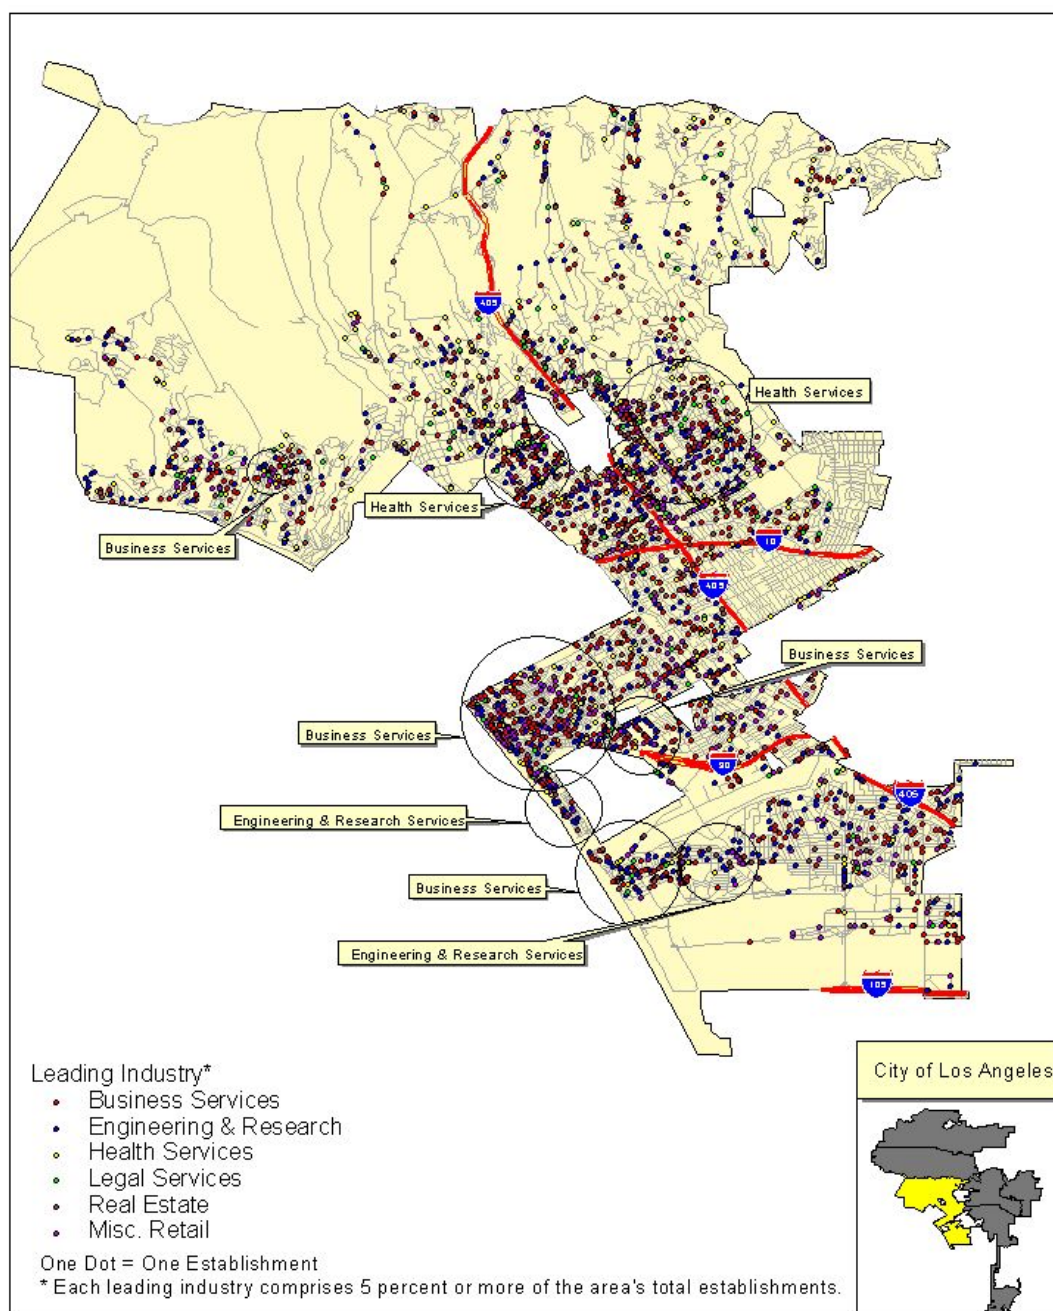 405
Health Services
Health Services
Business Services
10
405
Business Services
Business Services
90
405
Engineering & Research Services
Business Services
Engineering & Research Services
105
Leading Industry*
Business Services
Engineering & Research
Health Services
Legal Services
Real Estate
Misc. Retail
One Dot = One Establishment
* Each leading industry comprises 5 percent or more of the area's total establishments.
City of Los Angeles